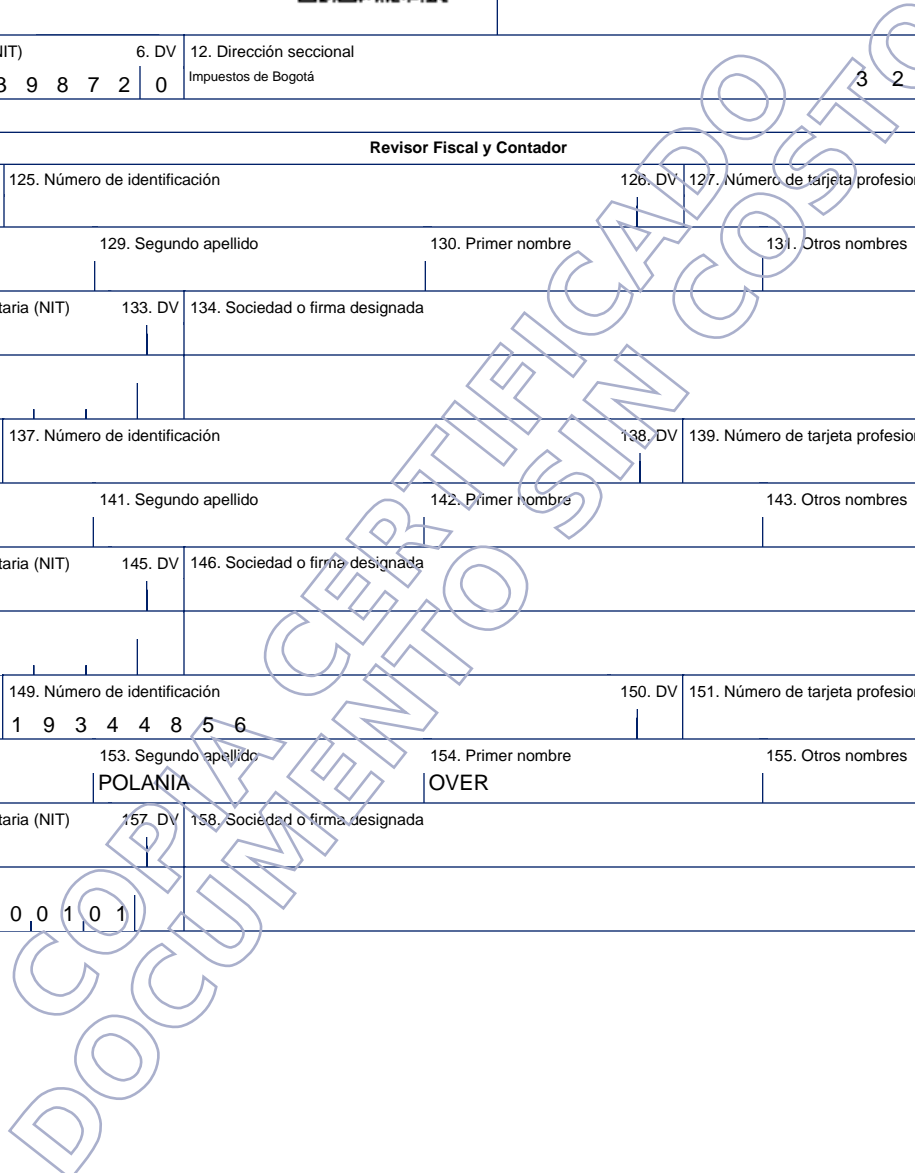 NIT) 6. DV 12. Dirección seccional
3 9 8 7 2 0 Impuestos de Bogotá 3 2
Revisor Fiscal y Contador
125. Número de identificación 126. DV 127. Número de tarjeta profesion
129. Segundo apellido 130. Primer nombre 131. Otros nombres
taria (NIT) 133. DV 134. Sociedad o firma designada
137. Número de identificación 138. DV 139. Número de tarjeta profesion
141. Segundo apellido 142. Primer nombre 143. Otros nombres
taria (NIT) 145. DV 146. Sociedad o firma designada
149. Número de identificación 150. DV 151. Número de tarjeta profesion
1 9 3 4 4 8 5 6
153. Segundo apellido 154. Primer nombre 155. Otros nombres
POLANIA OVER
taria (NIT) 157. DV 158. Sociedad o firma designada
0 0 1 0 1
COPIA CERTIFICADO
DOCUMENTO SIN COSTO